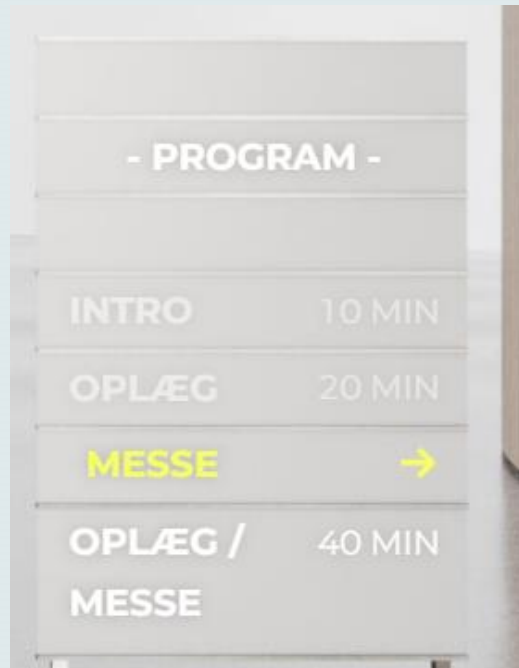 - PROGRAM -
INTRO 10 MIN
OPLÆG 20 MIN
MESSE →
OPLÆG / 40 MIN
MESSE